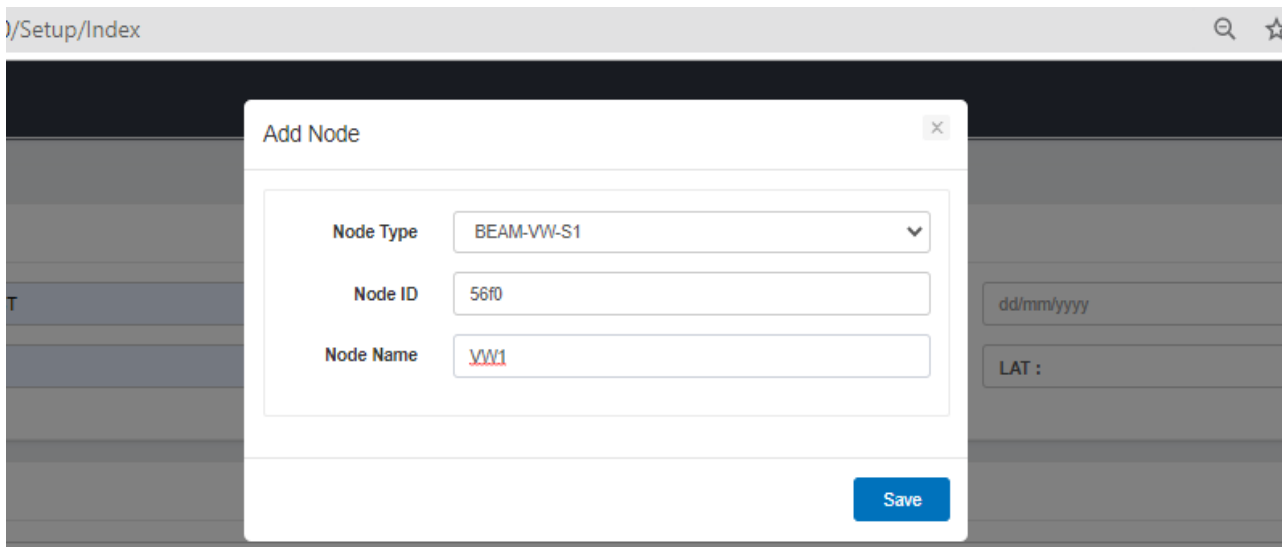 )/Setup/Index
Add Node
×
Node Type BEAM-VW-S1
Node ID 56f0
Node Name VW1
T
dd/mm/yyyy
LAT :
Save